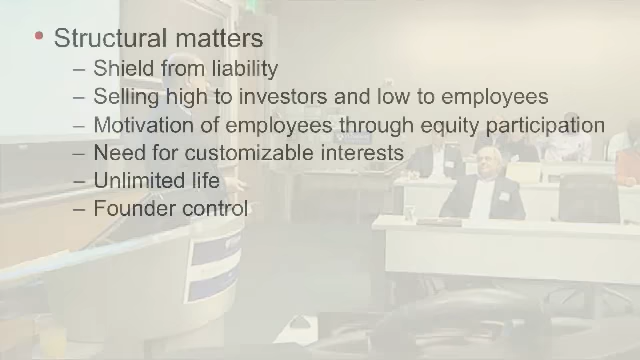 • Structural matters
– Shield from liability
– Selling high to investors and low to employees
– Motivation of employees through equity participation
– Need for customizable interests
– Unlimited life
– Founder control